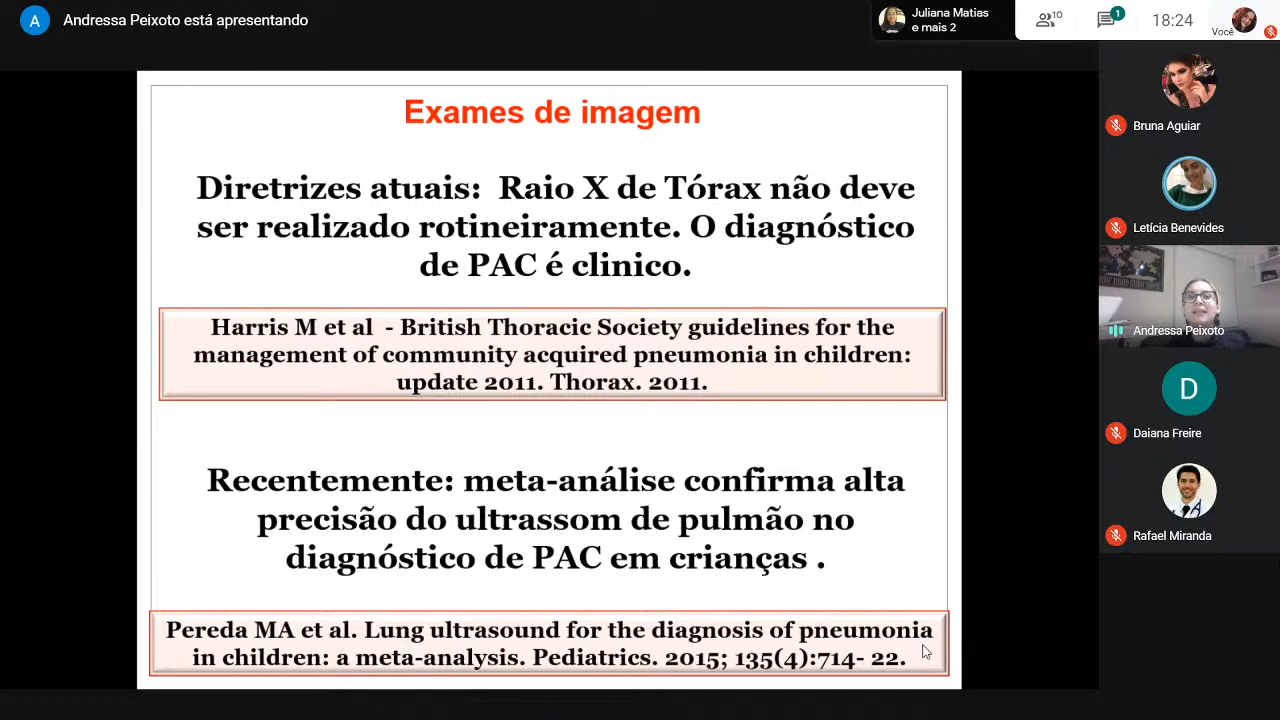 A
Andressa Peixoto está apresentando
Juliana Matias
e mais 2
10
1
18:24
Você
Exames de imagem
Diretrizes atuais: Raio X de Tórax não deve
ser realizado rotineiramente. O diagnóstico
de PAC é clinico.
Harris M et al - British Thoracic Society guidelines for the
management of community acquired pneumonia in children:
update 2011. Thorax. 2011.
Recentemente: meta-análise confirma alta
precisão do ultrassom de pulmão no
diagnóstico de PAC em crianças .
Pereda MA et al. Lung ultrasound for the diagnosis of pneumonia
in children: a meta-analysis. Pediatrics. 2015; 135(4):714- 22.
Bruna Aguiar
Letícia Benevides
Andressa Peixoto
D
Daiana Freire
Rafael Miranda